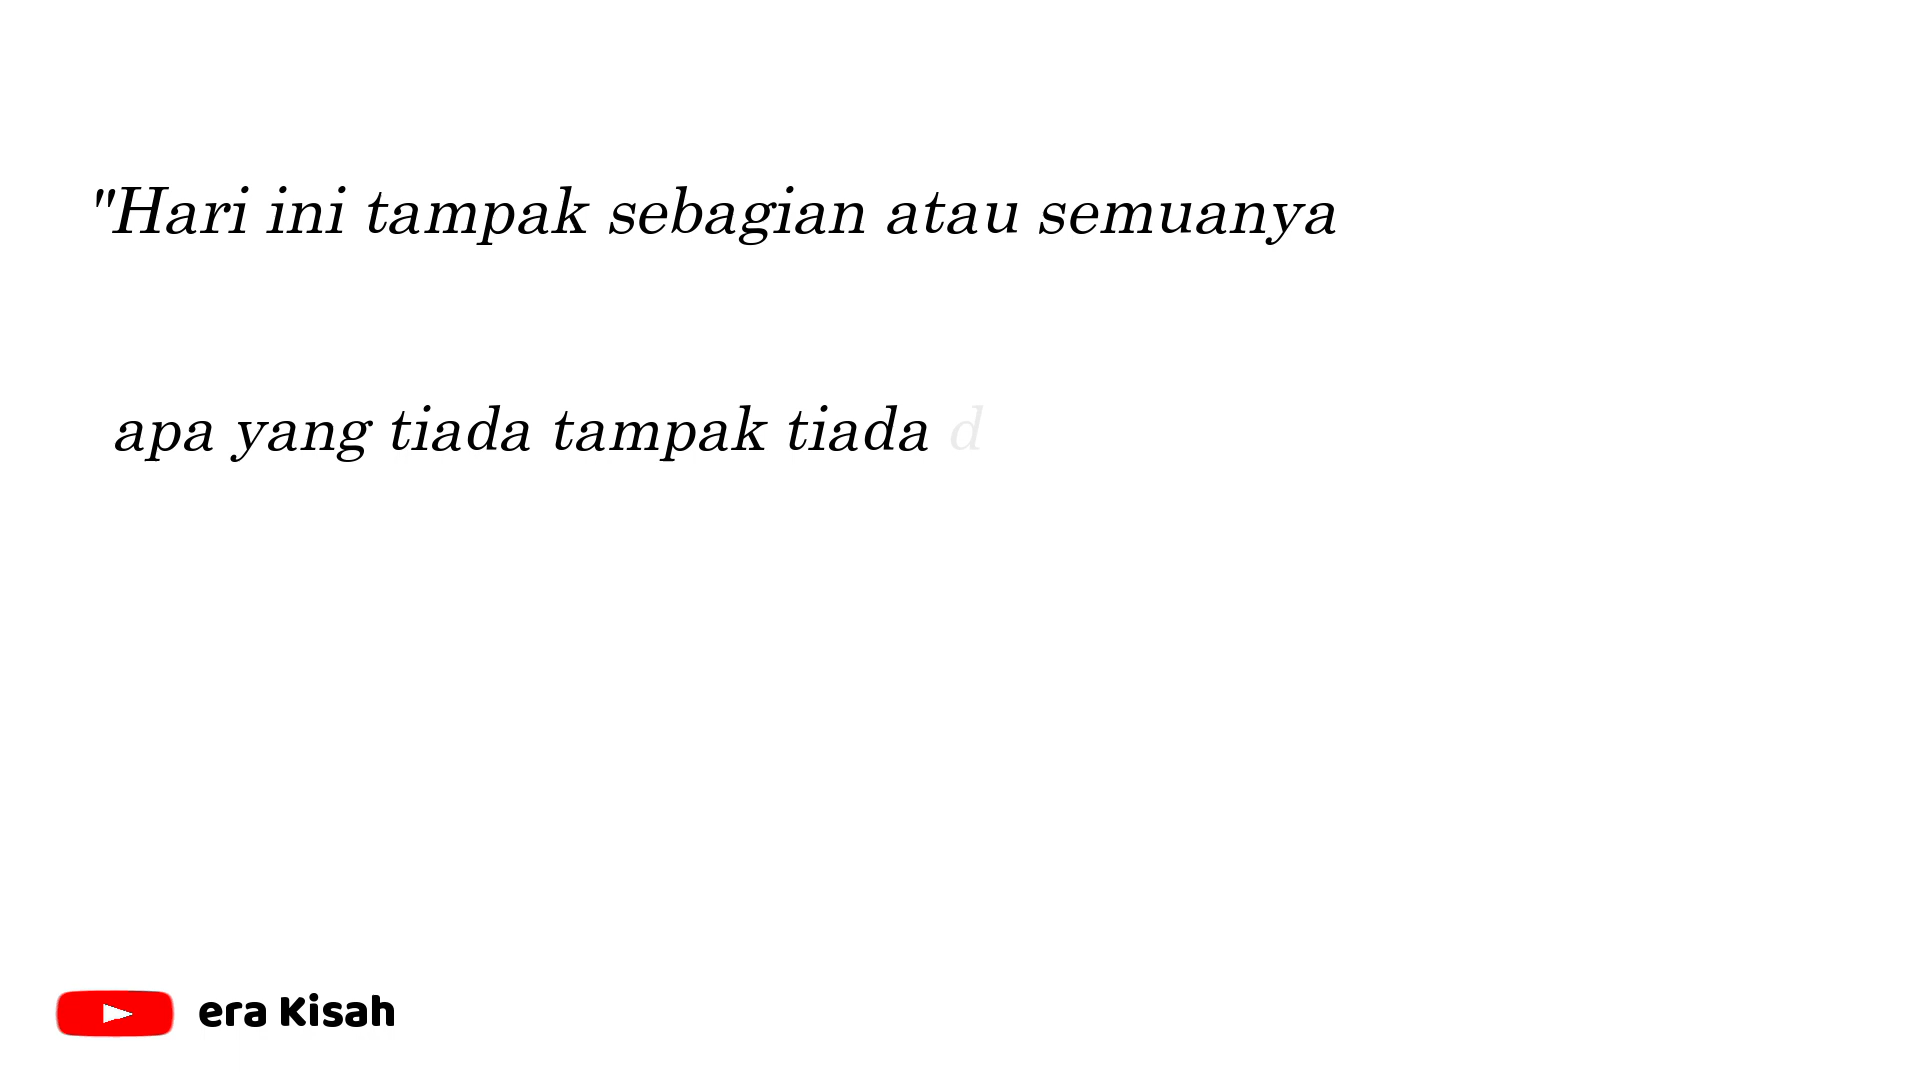 "Hari ini tampak sebagian atau semuanya
apa yang tiada tampak tiada d
era Kisah